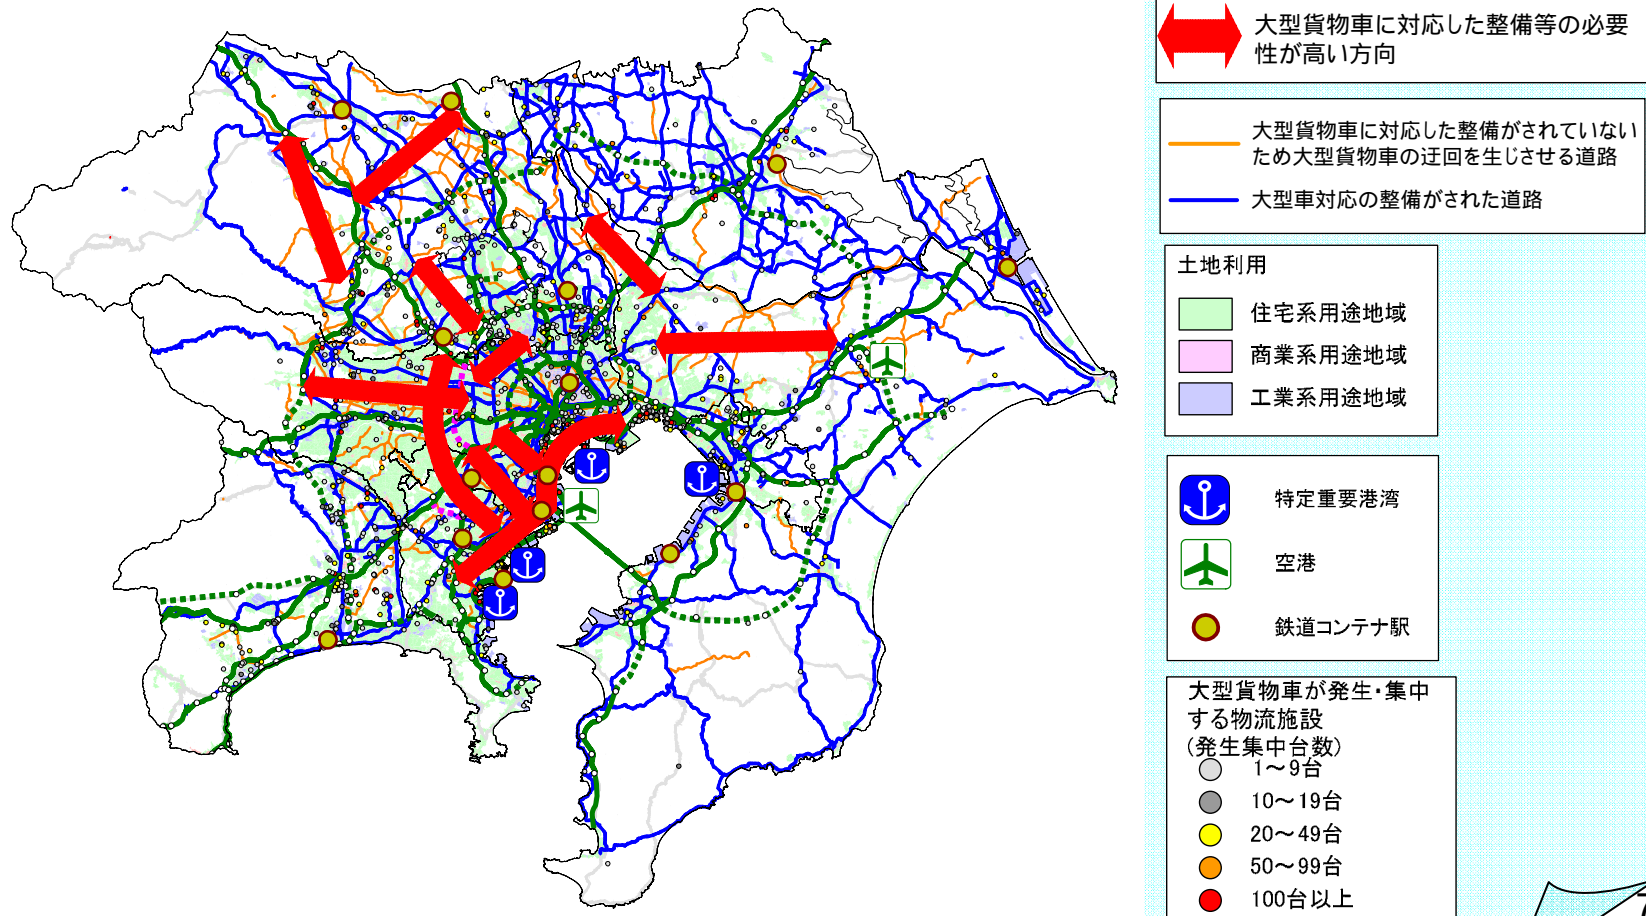 大型貨物車に対応した整備等の必要
性が高い方向
大型貨物車に対応した整備がされていない
ため大型貨物車の迂回を生じさせる道路
大型車対応の整備がされた道路
土地利用
住宅系用途地域
商業系用途地域
工業系用途地域
特定重要港湾
空港
鉄道コンテナ駅
大型貨物車が発生・集中
する物流施設
(発生集中台数)
1～9台
10～19台
20～49台
50～99台
100台以上